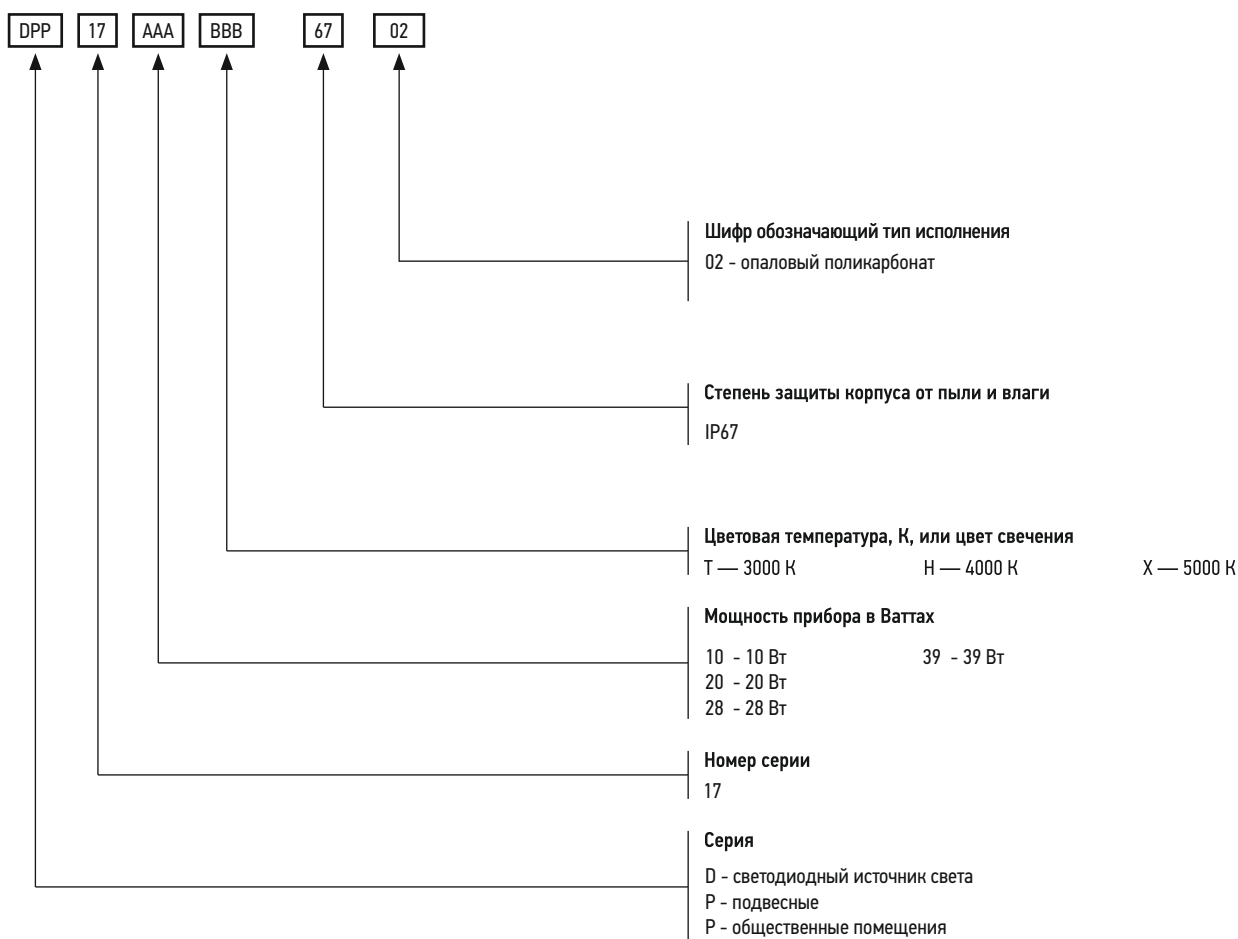 DPP 17 AAA BBB 67 02
Шифр обозначающий тип исполнения
02 - опаловый поликарбонат
Степень защиты корпуса от пыли и влаги
IP67
Цветовая температура, К, или цвет свечения
Т — 3000 К Н — 4000 К Х — 5000 К
Мощность прибора в Ваттах
10 - 10 Вт 39 - 39 Вт
20 - 20 Вт
28 - 28 Вт
Номер серии
17
Серия
D - светодиодный источник света
P - подвесные
P - общественные помещения